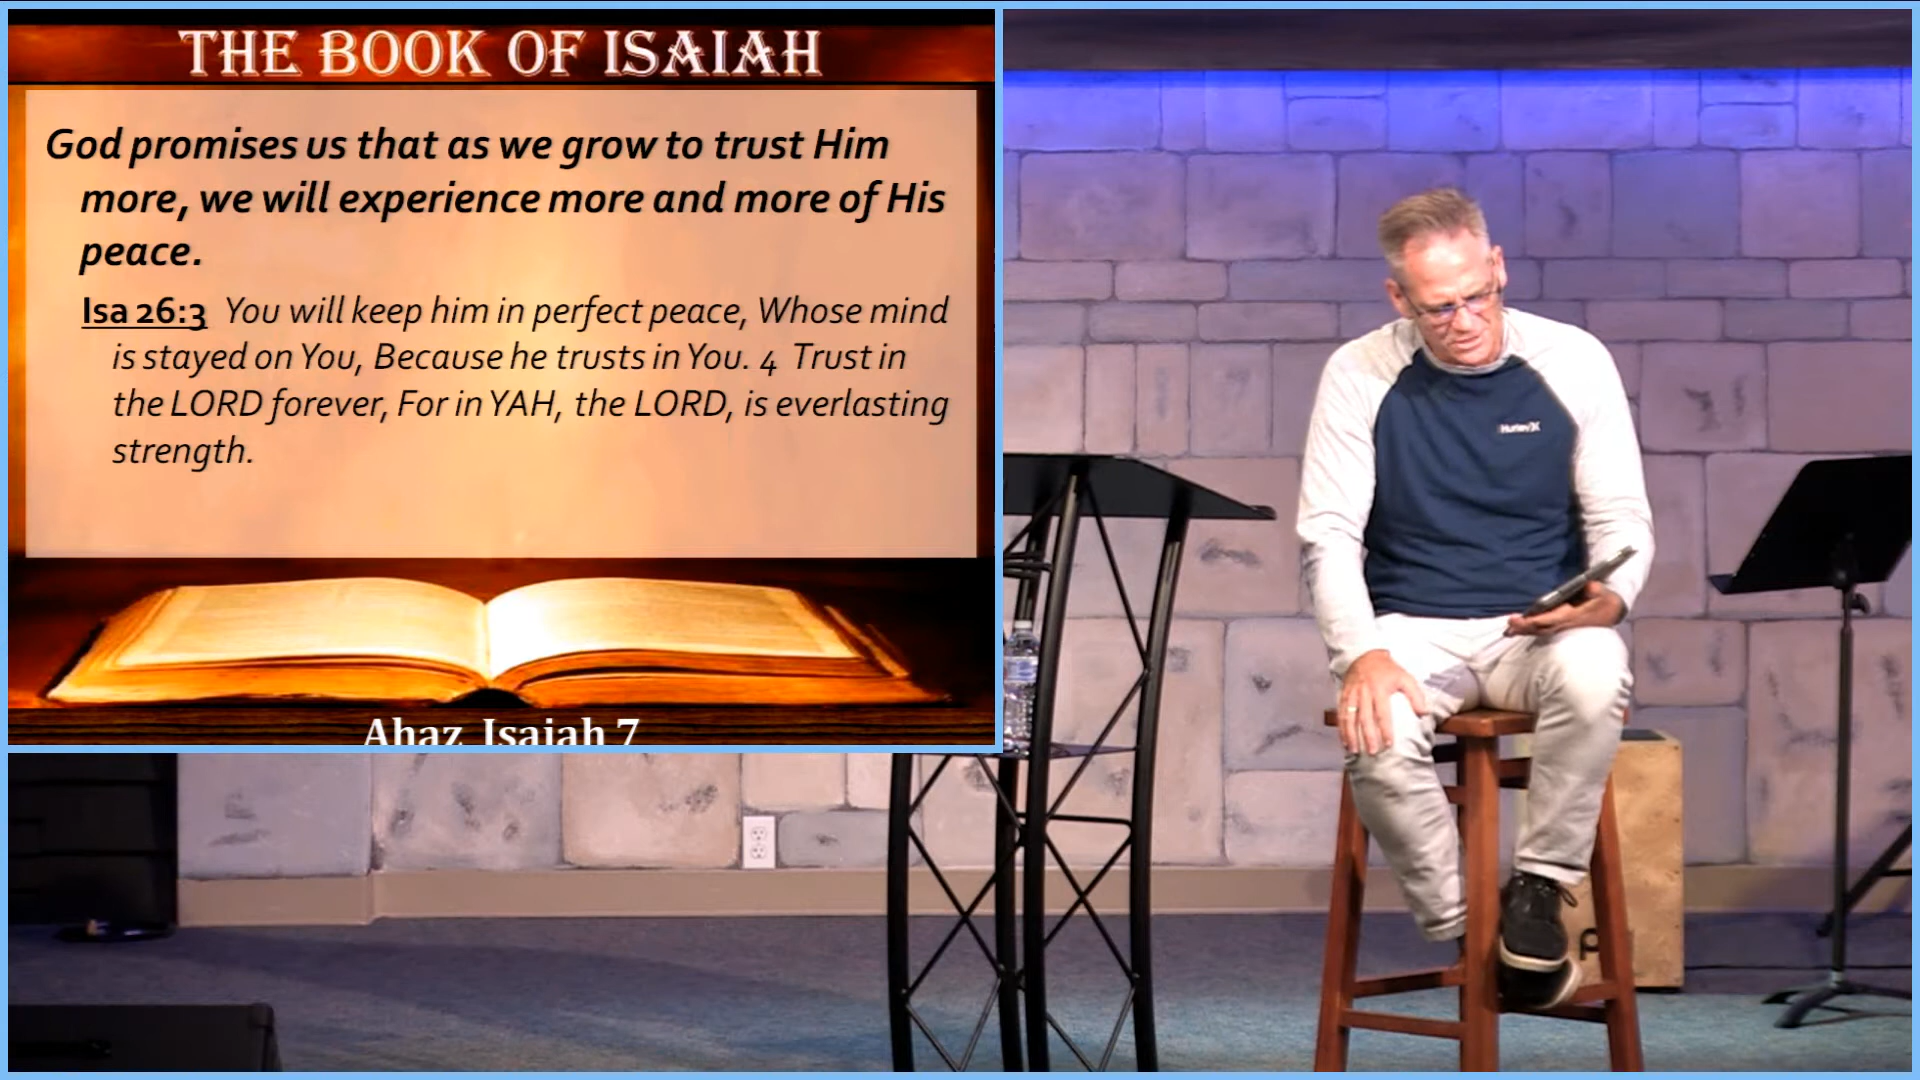 THE BOOK OF ISAIAH
God promises us that as we grow to trust Him
more, we will experience more and more of His
peace.
Isa 26:3 You will keep him in perfect peace, Whose mind
is stayed on You, Because he trusts in You. 4 Trust in
the LORD forever, For in YAH, the LORD, is everlasting
strength.
Ahaz Isaiah 7
Hurley